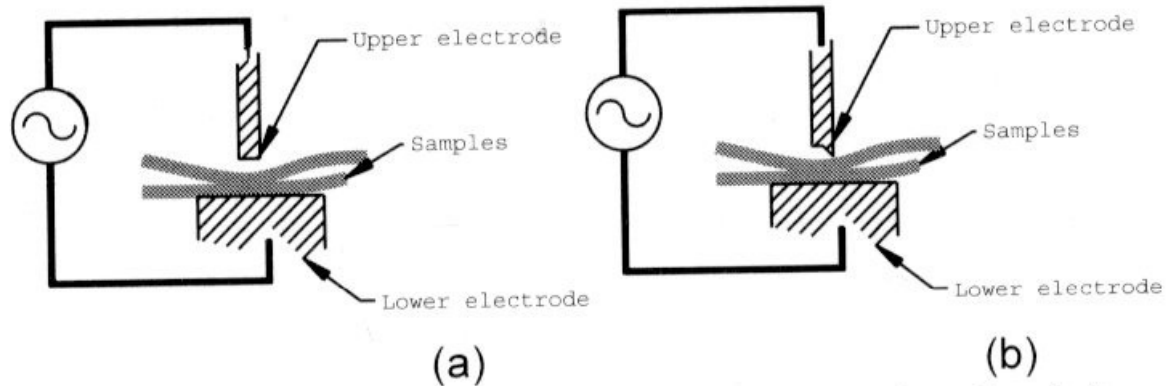 Upper electrode
Samples
Lower electrode
(a)
Upper electrode
Samples
Lower electrode
(b)